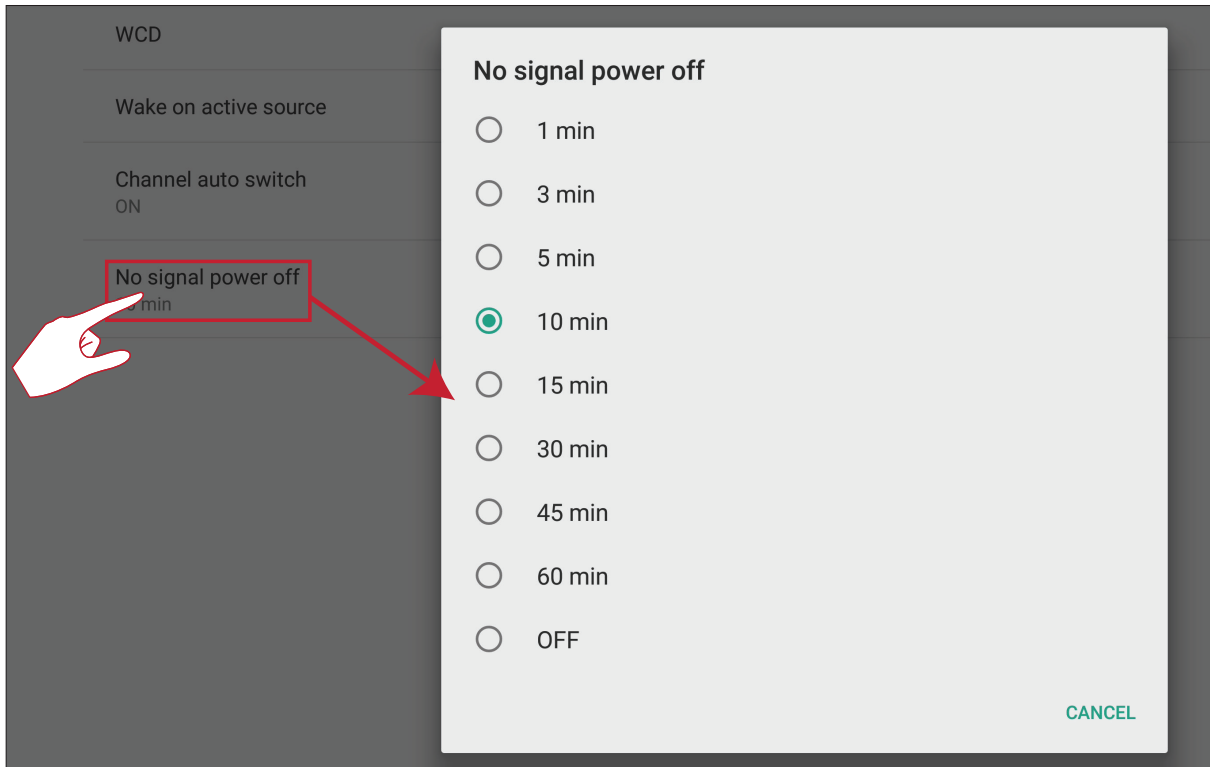 WCD
Wake on active source
Channel auto switch
ON
No signal power off
min
No signal power off
1 min
3 min
5 min
10 min
15 min
30 min
45 min
60 min
OFF
CANCEL